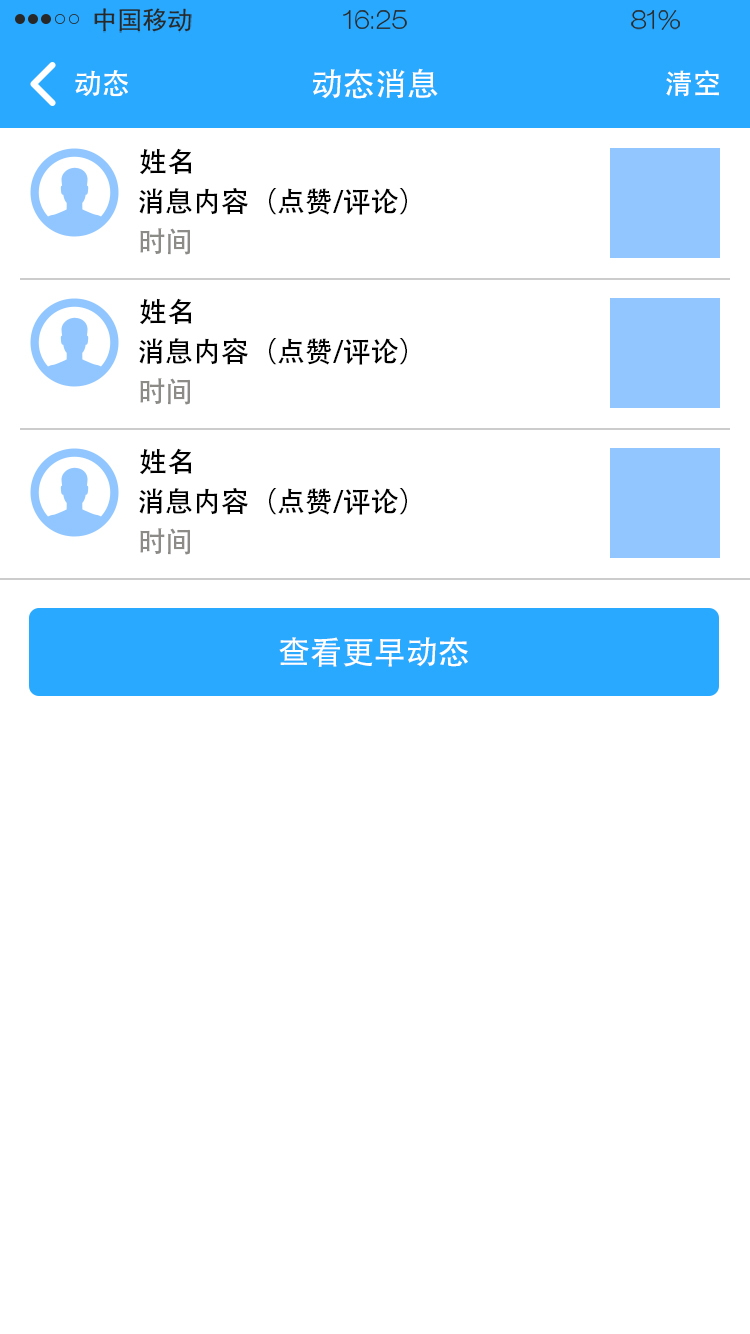 中国移动 16:25 81%
动态 动态消息 清空
姓名
消息内容（点赞/评论）
时间
姓名
消息内容（点赞/评论）
时间
姓名
消息内容（点赞/评论）
时间
查看更早动态